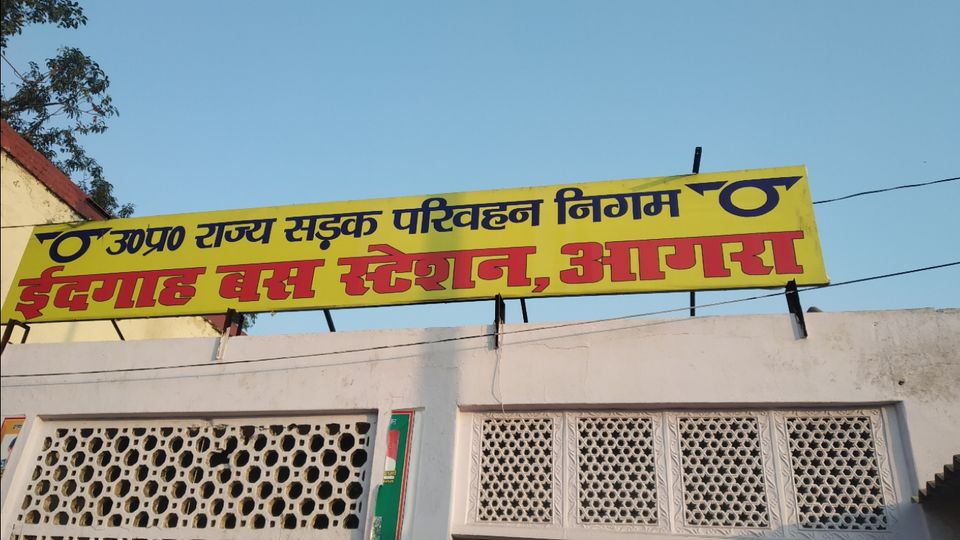 उ0प्र0 राज्य सड़क परिवहन निगम
ईदगाह बस स्टेशन, आगरा